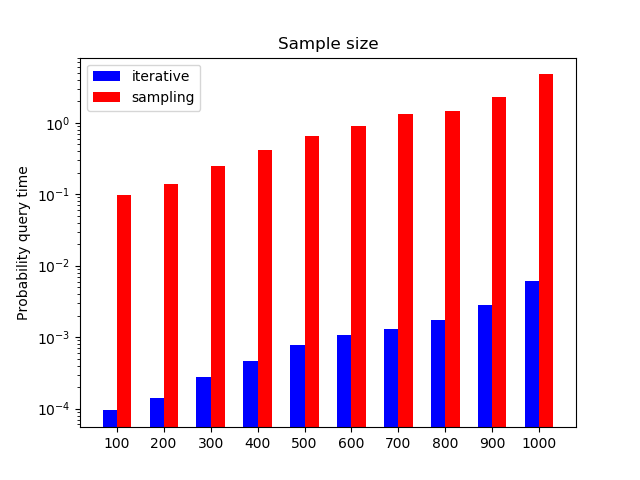 Sample size
iterative
sampling
Probability query time
10⁰
10⁻¹
10⁻²
10⁻³
10⁻⁴
100 200 300 400 500 600 700 800 900 1000